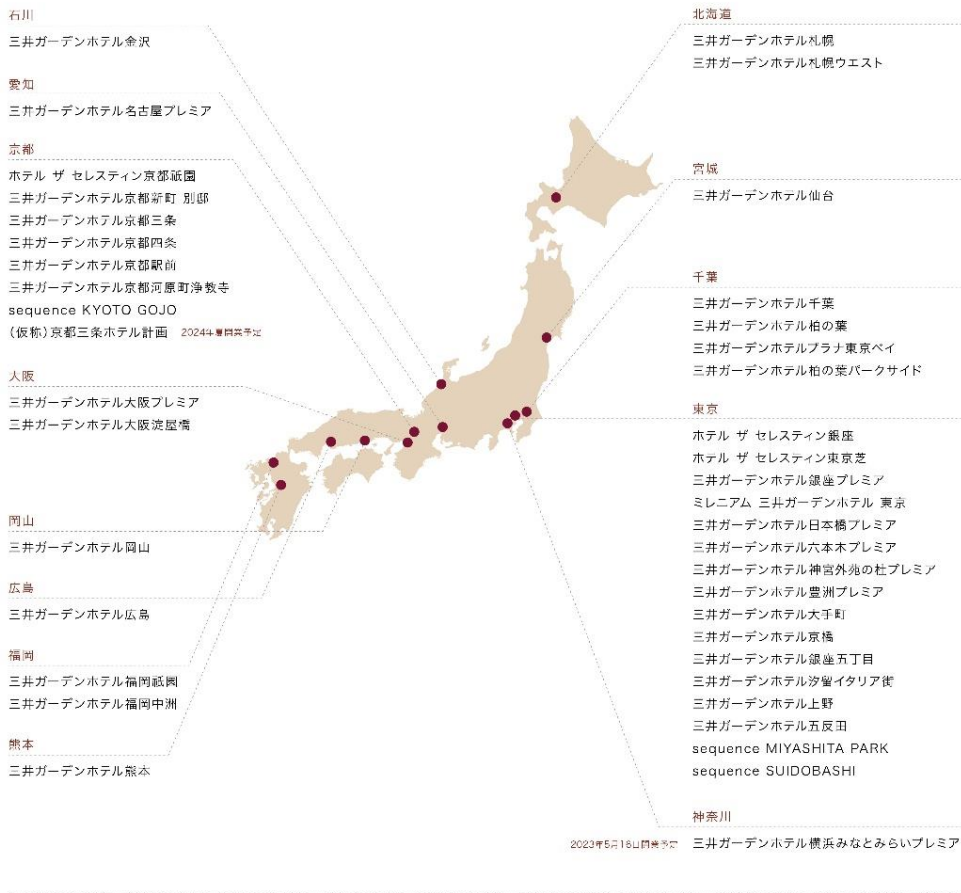 石川
三井ガーデンホテル金沢
愛知
三井ガーデンホテル名古屋プレミア
京都
ホテル ザ セレスティン京都祇園
三井ガーデンホテル京都新町 別邸
三井ガーデンホテル京都三条
三井ガーデンホテル京都四条
三井ガーデンホテル京都駅前
三井ガーデンホテル京都河原町浄教寺
sequence KYOTO GOJO
(仮称)京都三条ホテル計画 2024年夏開業予定
大阪
三井ガーデンホテル大阪プレミア
三井ガーデンホテル大阪淀屋橋
岡山
三井ガーデンホテル岡山
広島
三井ガーデンホテル広島
福岡
三井ガーデンホテル福岡祇園
三井ガーデンホテル福岡中洲
熊本
三井ガーデンホテル熊本
北海道
三井ガーデンホテル札幌
三井ガーデンホテル札幌ウエスト
宮城
三井ガーデンホテル仙台
千葉
三井ガーデンホテル千葉
三井ガーデンホテル柏の葉
三井ガーデンホテルプラナ東京ベイ
三井ガーデンホテル柏の葉パークサイド
東京
ホテル ザ セレスティン銀座
ホテル ザ セレスティン東京芝
三井ガーデンホテル銀座プレミア
ミレニアム 三井ガーデンホテル 東京
三井ガーデンホテル日本橋プレミア
三井ガーデンホテル六本木プレミア
三井ガーデンホテル神宮外苑の杜プレミア
三井ガーデンホテル豊洲プレミア
三井ガーデンホテル大手町
三井ガーデンホテル京橋
三井ガーデンホテル銀座五丁目
三井ガーデンホテル汐留イタリア街
三井ガーデンホテル上野
三井ガーデンホテル五反田
sequence MIYASHITA PARK
sequence SUIDOBASHI
神奈川
2023年5月16日開業予定 三井ガーデンホテル横浜みなとみらいプレミア